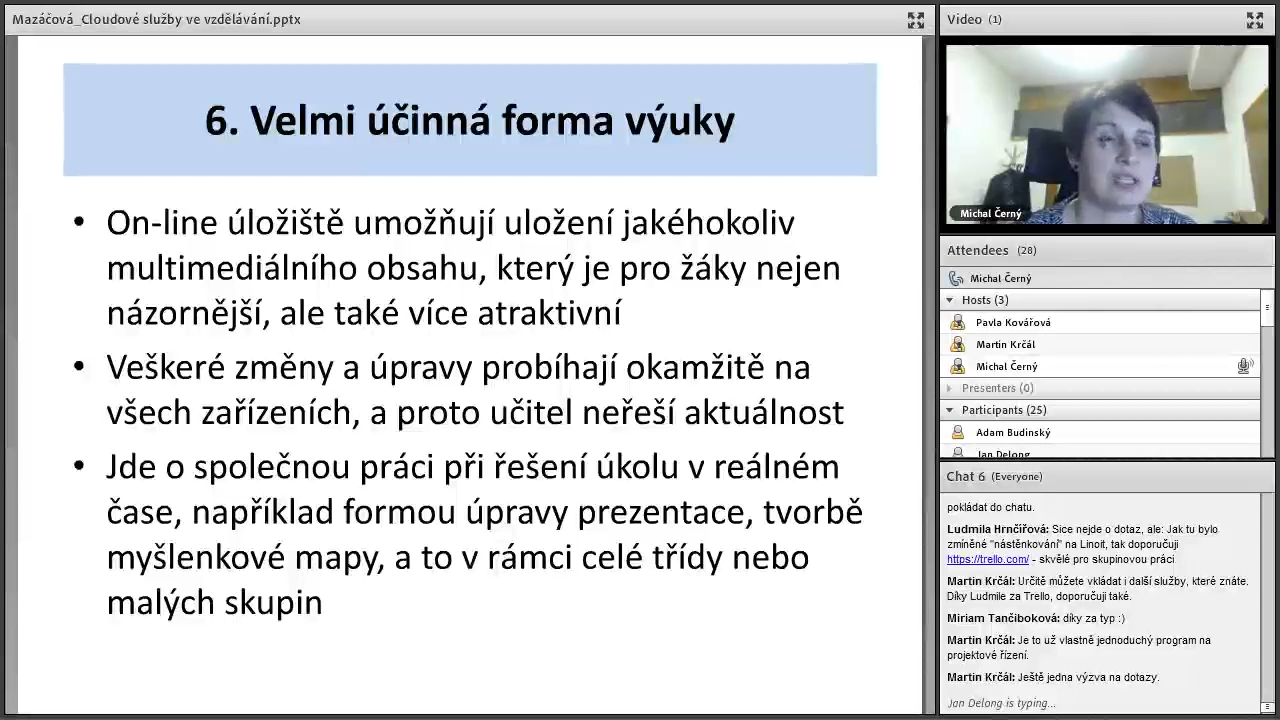 Mazáčová_Cloudové služby ve vzdělávání.pptx
6. Velmi účinná forma výuky
• On-line úložiště umožňují uložení jakéhokoliv
multimediálního obsahu, který je pro žáky nejen
názornější, ale také více atraktivní
• Veškeré změny a úpravy probíhají okamžitě na
všech zařízeních, a proto učitel neřeší aktuálnost
• Jde o společnou práci při řešení úkolu v reálném
čase, například formou úpravy prezentace, tvorbě
myšlenkové mapy, a to v rámci celé třídy nebo
malých skupin
Video (1)
Michal Černý
Attendees (28)
Michal Černý
Hosts (3)
Pavla Kovářová
Martin Krčál
Michal Černý
Presenters (0)
Participants (25)
Adam Budinský
Jan Delong
Chat 6 (Everyone)
pokládat do chatu.
Ludmila Hrnčířová: Sice nejde o dotaz, ale: Jak tu bylo
zmíněné "nástěnkování" na Linoit, tak doporučuji
https://trello.com/ - skvělé pro skupinovou práci
Martin Krčál: Určitě můžete vkládat i další služby, které znáte.
Díky Ludmile za Trello, doporučuji také.
Miriam Tančiboková: díky za typ :)
Martin Krčál: Je to už vlastně jednoduchý program na
projektové řízení.
Martin Krčál: Ještě jedna výzva na dotazy.
Jan Delong is typing...